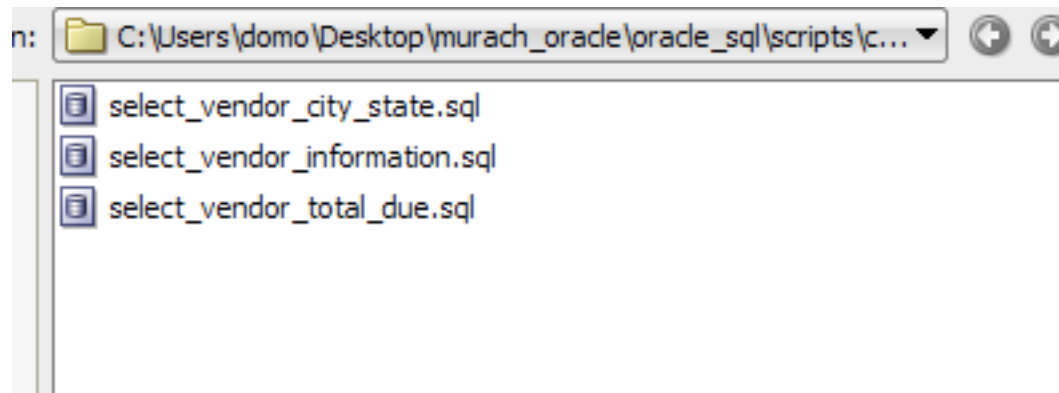 n: C:\Users\domo\Desktop\murach_oracle\oracle_sql\scripts\c...
select_vendor_city_state.sql
select_vendor_information.sql
select_vendor_total_due.sql